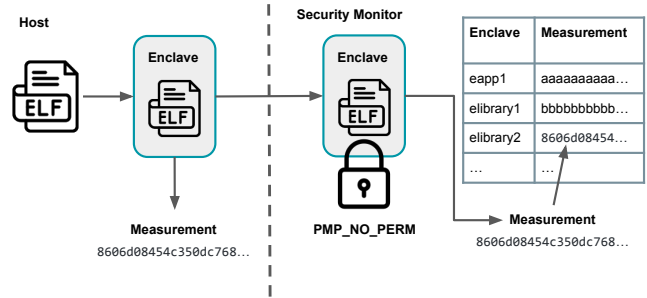 Host
Security Monitor
Enclave
ELF
ELF
Measurement
8606d08454c350dc768…
Enclave
ELF
PMP_NO_PERM
Enclave Measurement
eapp1 aaaaaaaaaa…
elibrary1 bbbbbbbbbb…
elibrary2 8606d08454…
… …
Measurement
8606d08454c350dc768…